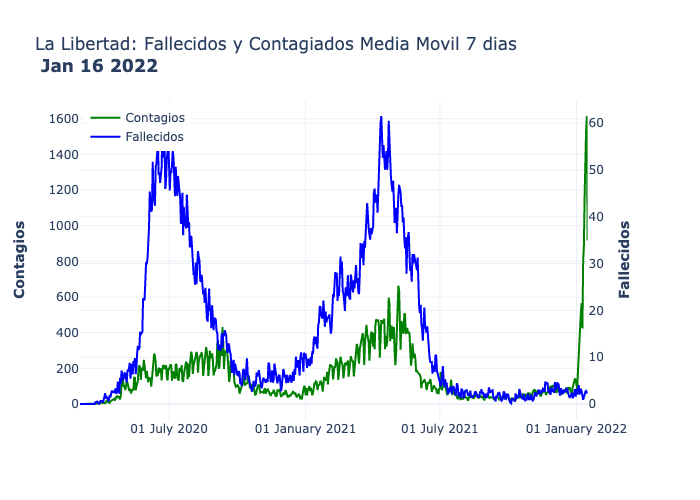 La Libertad: Fallecidos y Contagiados Media Movil 7 dias
Jan 16 2022
Contagios
Fallecidos
1600
1400
1200
1000
800
600
400
200
0
60
50
40
30
20
10
0
Contagios
Fallecidos
01 July 2020
01 January 2021
01 July 2021
01 January 2022